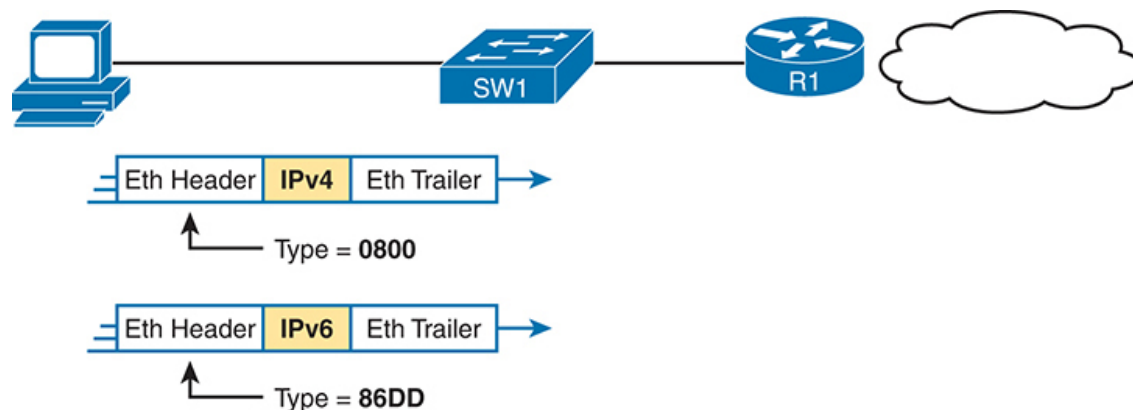 SW1
R1
Eth Header IPv4 Eth Trailer
Type = 0800
Eth Header IPv6 Eth Trailer
Type = 86DD